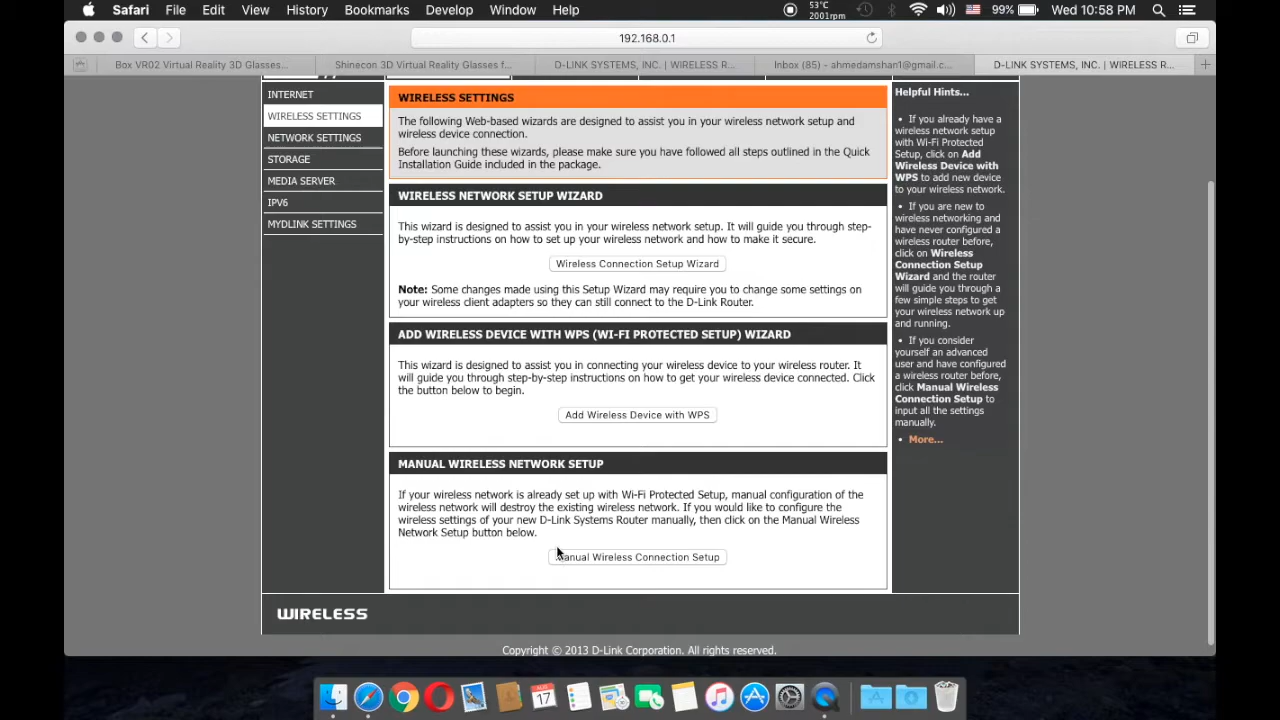 Safari File Edit View History Bookmarks Develop Window Help 53°C 2001rpm 99% Wed 10:58 PM
192.168.0.1
Box VR02 Virtual Reality 3D Glasses... Shinecon 3D Virtual Reality Glasses f... D-LINK SYSTEMS, INC. | WIRELESS R... Inbox (85) - ahmedamshan1@gmail.c... D-LINK SYSTEMS, INC. | WIRELESS R...
INTERNET
WIRELESS SETTINGS
NETWORK SETTINGS
STORAGE
MEDIA SERVER
IPV6
MYDLINK SETTINGS
WIRELESS SETTINGS
The following Web-based wizards are designed to assist you in your wireless network setup and
wireless device connection.
Before launching these wizards, please make sure you have followed all steps outlined in the Quick
Installation Guide included in the package.
WIRELESS NETWORK SETUP WIZARD
This wizard is designed to assist you in your wireless network setup. It will guide you through step-
by-step instructions on how to set up your wireless network and how to make it secure.
Wireless Connection Setup Wizard
Note: Some changes made using this Setup Wizard may require you to change some settings on
your wireless client adapters so they can still connect to the D-Link Router.
ADD WIRELESS DEVICE WITH WPS (WI-FI PROTECTED SETUP) WIZARD
This wizard is designed to assist you in connecting your wireless device to your wireless router. It
will guide you through step-by-step instructions on how to get your wireless device connected. Click
the button below to begin.
Add Wireless Device with WPS
MANUAL WIRELESS NETWORK SETUP
If your wireless network is already set up with Wi-Fi Protected Setup, manual configuration of the
wireless network will destroy the existing wireless network. If you would like to configure the
wireless settings of your new D-Link Systems Router manually, then click on the Manual Wireless
Network Setup button below.
Manual Wireless Connection Setup
Helpful Hints...
• If you already have a
wireless network setup
with Wi-Fi Protected
Setup, click on Add
Wireless Device with
WPS to add new device
to your wireless network.
• If you are new to
wireless networking and
have never configured a
wireless router before,
click on Wireless
Connection Setup
Wizard and the router
will guide you through a
few simple steps to get
your wireless network up
and running.
• If you consider
yourself an advanced
user and have configured
a wireless router before,
click Manual Wireless
Connection Setup to
input all the settings
manually.
• More...
WIRELESS
Copyright © 2013 D-Link Corporation. All rights reserved.
AUG
17